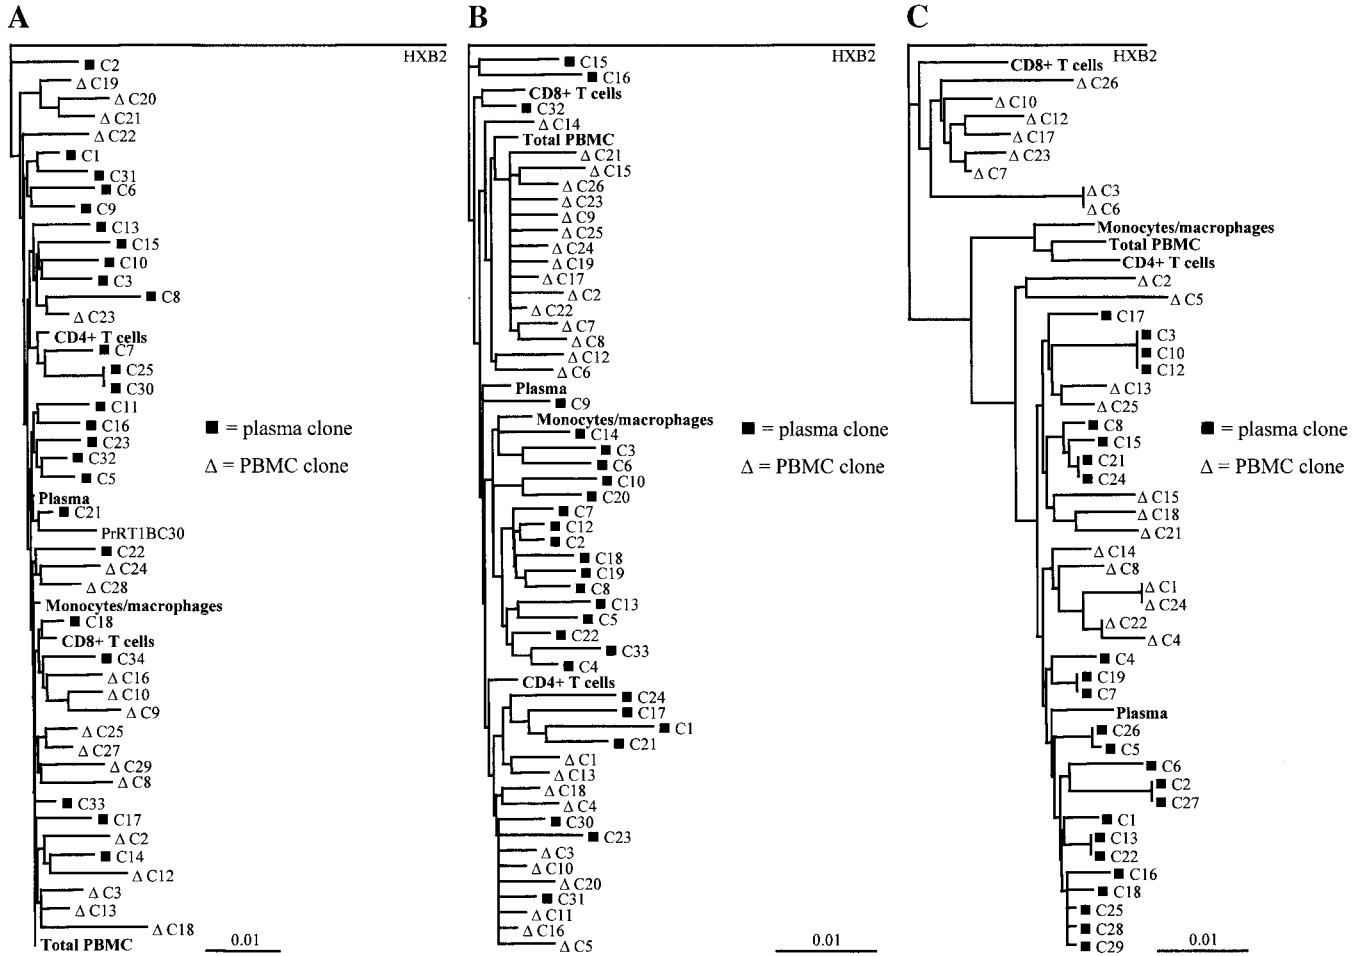 A
HXB2
■ C2
Δ C19
Δ C20
Δ C21
Δ C22
■ C1
■ C31
■ C6
■ C9
■ C13
■ C15
■ C10
■ C3
■ C8
Δ C23
CD4+ T cells
■ C7
■ C25
■ C30
■ C11
■ C16
■ C23
■ C32
■ C5
Plasma
■ C21
PrRT1BC30
■ C22
Δ C24
Δ C28
Monocytes/macrophages
■ C18
CD8+ T cells
■ C34
Δ C16
Δ C10
Δ C9
Δ C25
Δ C27
Δ C29
Δ C8
■ C33
■ C17
Δ C2
■ C14
Δ C12
Δ C3
Δ C13
Δ C18
Total PBMC
■ = plasma clone
Δ = PBMC clone
0.01
B
HXB2
■ C15
■ C16
CD8+ T cells
■ C32
Δ C14
Total PBMC
Δ C21
Δ C15
Δ C26
Δ C23
Δ C9
Δ C25
Δ C24
Δ C19
Δ C17
Δ C2
Δ C22
Δ C7
Δ C8
Δ C12
Δ C6
Plasma
■ C9
Monocytes/macrophages
■ C14
■ C3
■ C6
■ C10
■ C20
■ C7
■ C12
■ C2
■ C18
■ C19
■ C8
■ C13
■ C5
■ C22
■ C33
■ C4
CD4+ T cells
■ C24
■ C17
■ C1
■ C21
Δ C1
Δ C13
Δ C18
Δ C4
■ C30
■ C23
Δ C3
Δ C10
Δ C20
■ C31
Δ C11
Δ C16
Δ C5
■ = plasma clone
Δ = PBMC clone
0.01
C
HXB2
CD8+ T cells
Δ C26
Δ C10
Δ C12
Δ C17
Δ C23
Δ C7
Δ C3
Δ C6
Monocytes/macrophages
Total PBMC
CD4+ T cells
Δ C2
Δ C5
■ C17
■ C3
■ C10
■ C12
Δ C13
Δ C25
■ C8
■ C15
■ C21
■ C24
Δ C15
Δ C18
Δ C21
Δ C14
Δ C8
Δ C1
Δ C24
Δ C22
Δ C4
■ C4
■ C19
■ C7
Plasma
■ C26
■ C5
■ C6
■ C2
■ C27
■ C1
■ C13
■ C22
■ C16
■ C18
■ C25
■ C28
■ C29
■ = plasma clone
Δ = PBMC clone
0.01